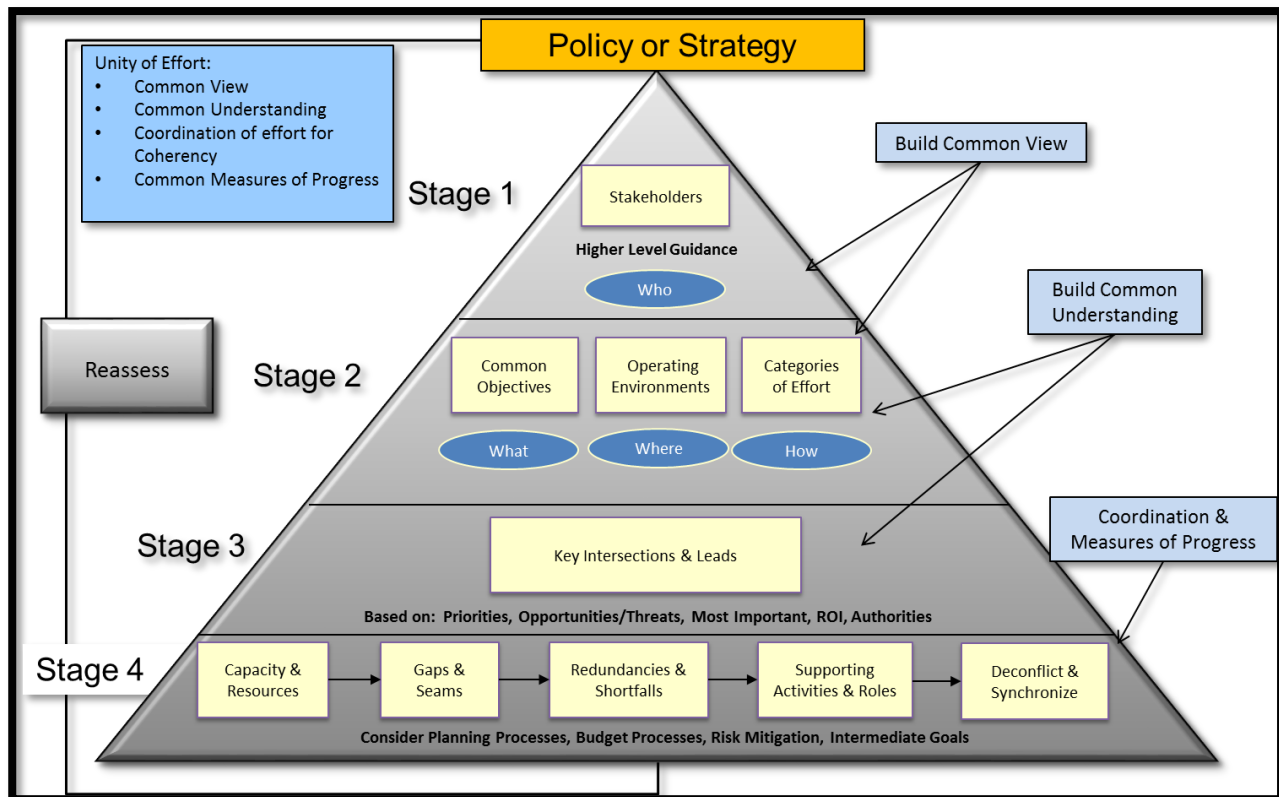 Policy or Strategy
Unity of Effort:
• Common View
• Common Understanding
• Coordination of effort for
Coherency
• Common Measures of Progress
Build Common View
Stage 1
Stakeholders
Higher Level Guidance
Who
Build Common
Understanding
Reassess
Stage 2
Common
Objectives
Operating
Environments
Categories
of Effort
What
Where
How
Coordination &
Measures of Progress
Stage 3
Key Intersections & Leads
Based on: Priorities, Opportunities/Threats, Most Important, ROI, Authorities
Stage 4
Capacity &
Resources
Gaps &
Seams
Redundancies &
Shortfalls
Supporting
Activities & Roles
Deconflict &
Synchronize
Consider Planning Processes, Budget Processes, Risk Mitigation, Intermediate Goals